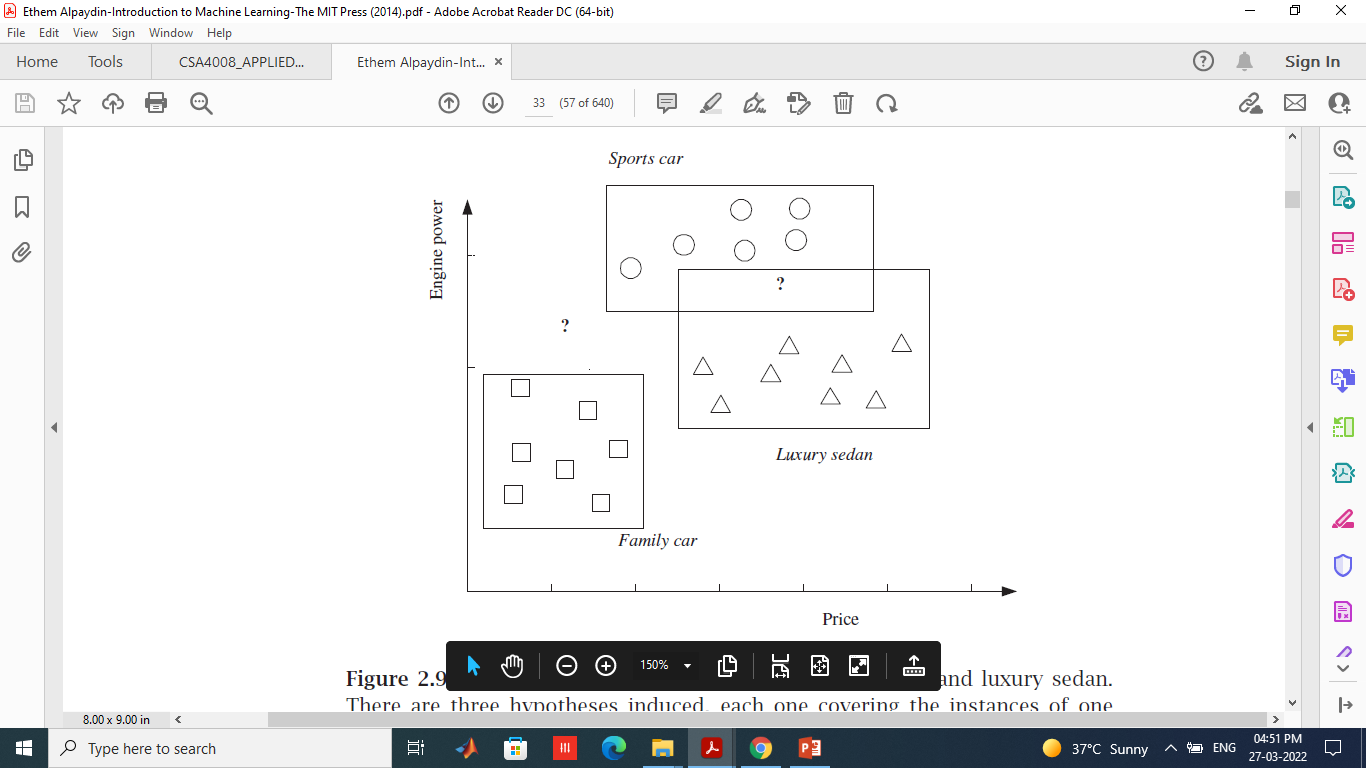 Ethem Alpaydin-Introduction to Machine Learning-The MIT Press (2014).pdf - Adobe Acrobat Reader DC (64-bit)
File Edit View Sign Window Help
Home Tools CSA4008_APPLIED... Ethem Alpaydin-Int... × Sign In
33 (57 of 640)
Sports car
Engine power
?
?
Luxury sedan
Family car
Price
150%
Figure 2.9 and luxury sedan.
There are three hypotheses induced, each one covering the instances of one
8.00 x 9.00 in
Type here to search
37°C Sunny ENG 04:51 PM
27-03-2022